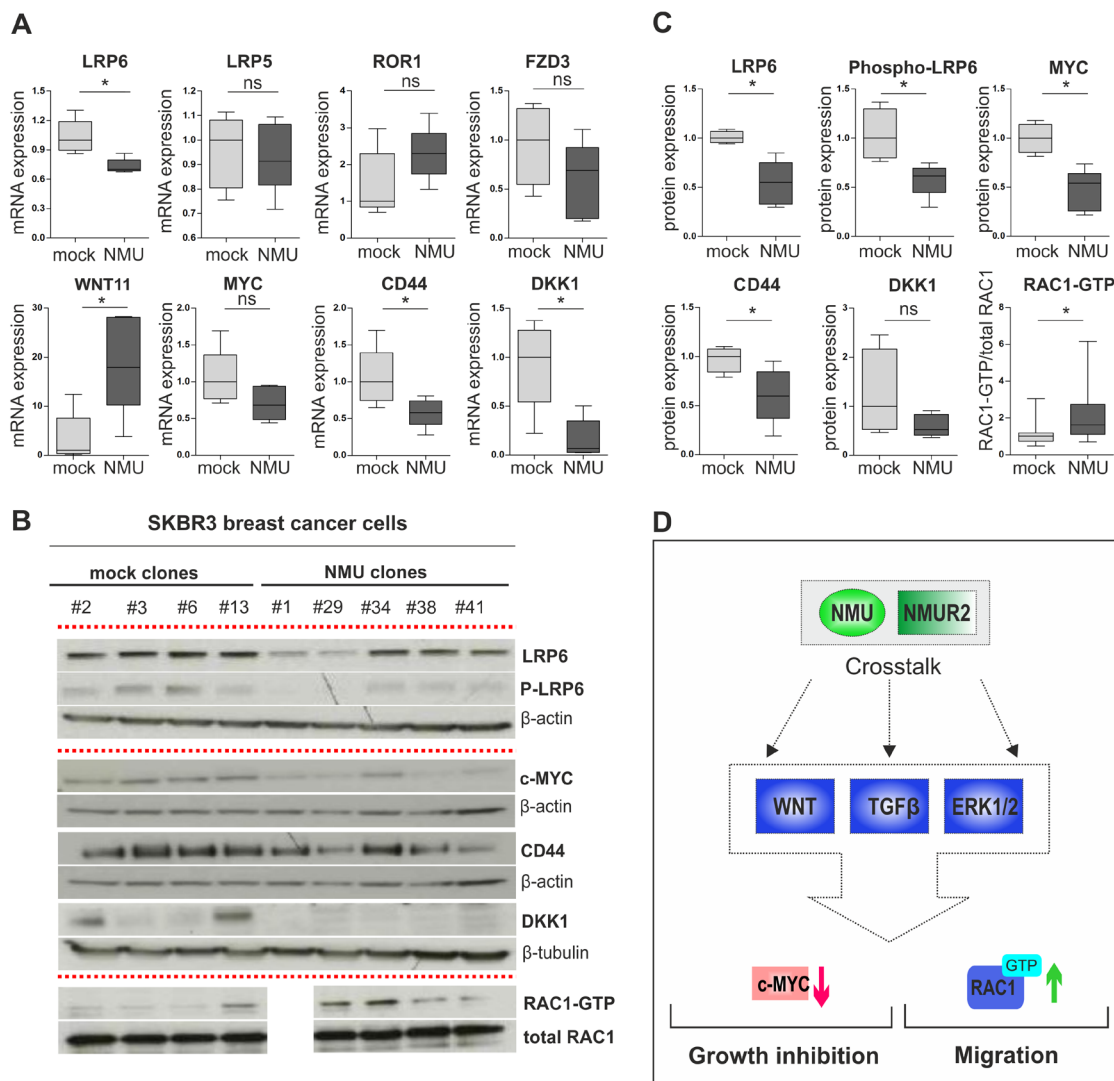 A
LRP6
mRNA expression
1.5
1.2
0.9
0.6
0.3
0.0
*
mock NMU
LRP5
mRNA expression
1.2
1.1
1.0
0.9
0.8
0.7
0.6
ns
mock NMU
ROR1
mRNA expression
4
3
2
1
0
ns
mock NMU
FZD3
mRNA expression
1.5
1.0
0.5
0.0
ns
mock NMU
WNT11
mRNA expression
30
20
10
0
*
mock NMU
MYC
mRNA expression
2.0
1.5
1.0
0.5
0.0
ns
mock NMU
CD44
mRNA expression
2.0
1.5
1.0
0.5
0.0
*
mock NMU
DKK1
mRNA expression
1.5
1.0
0.5
0.0
*
mock NMU
B
SKBR3 breast cancer cells
mock clones NMU clones
#2 #3 #6 #13 #1 #29 #34 #38 #41
LRP6
P-LRP6
β-actin
c-MYC
β-actin
CD44
β-actin
DKK1
β-tubulin
RAC1-GTP
total RAC1
C
LRP6
protein expression
1.5
1.0
0.5
0.0
*
mock NMU
Phospho-LRP6
protein expression
1.5
1.0
0.5
0.0
*
mock NMU
MYC
protein expression
1.5
1.0
0.5
0.0
*
mock NMU
CD44
protein expression
1.5
1.0
0.5
0.0
*
mock NMU
DKK1
protein expression
3
2
1
0
ns
mock NMU
RAC1-GTP
RAC1-GTP/total RAC1
8
6
4
2
0
*
mock NMU
D
NMU NMUR2
Crosstalk
WNT TGFβ ERK1/2
c-MYC
GTP
RAC1
Growth inhibition Migration